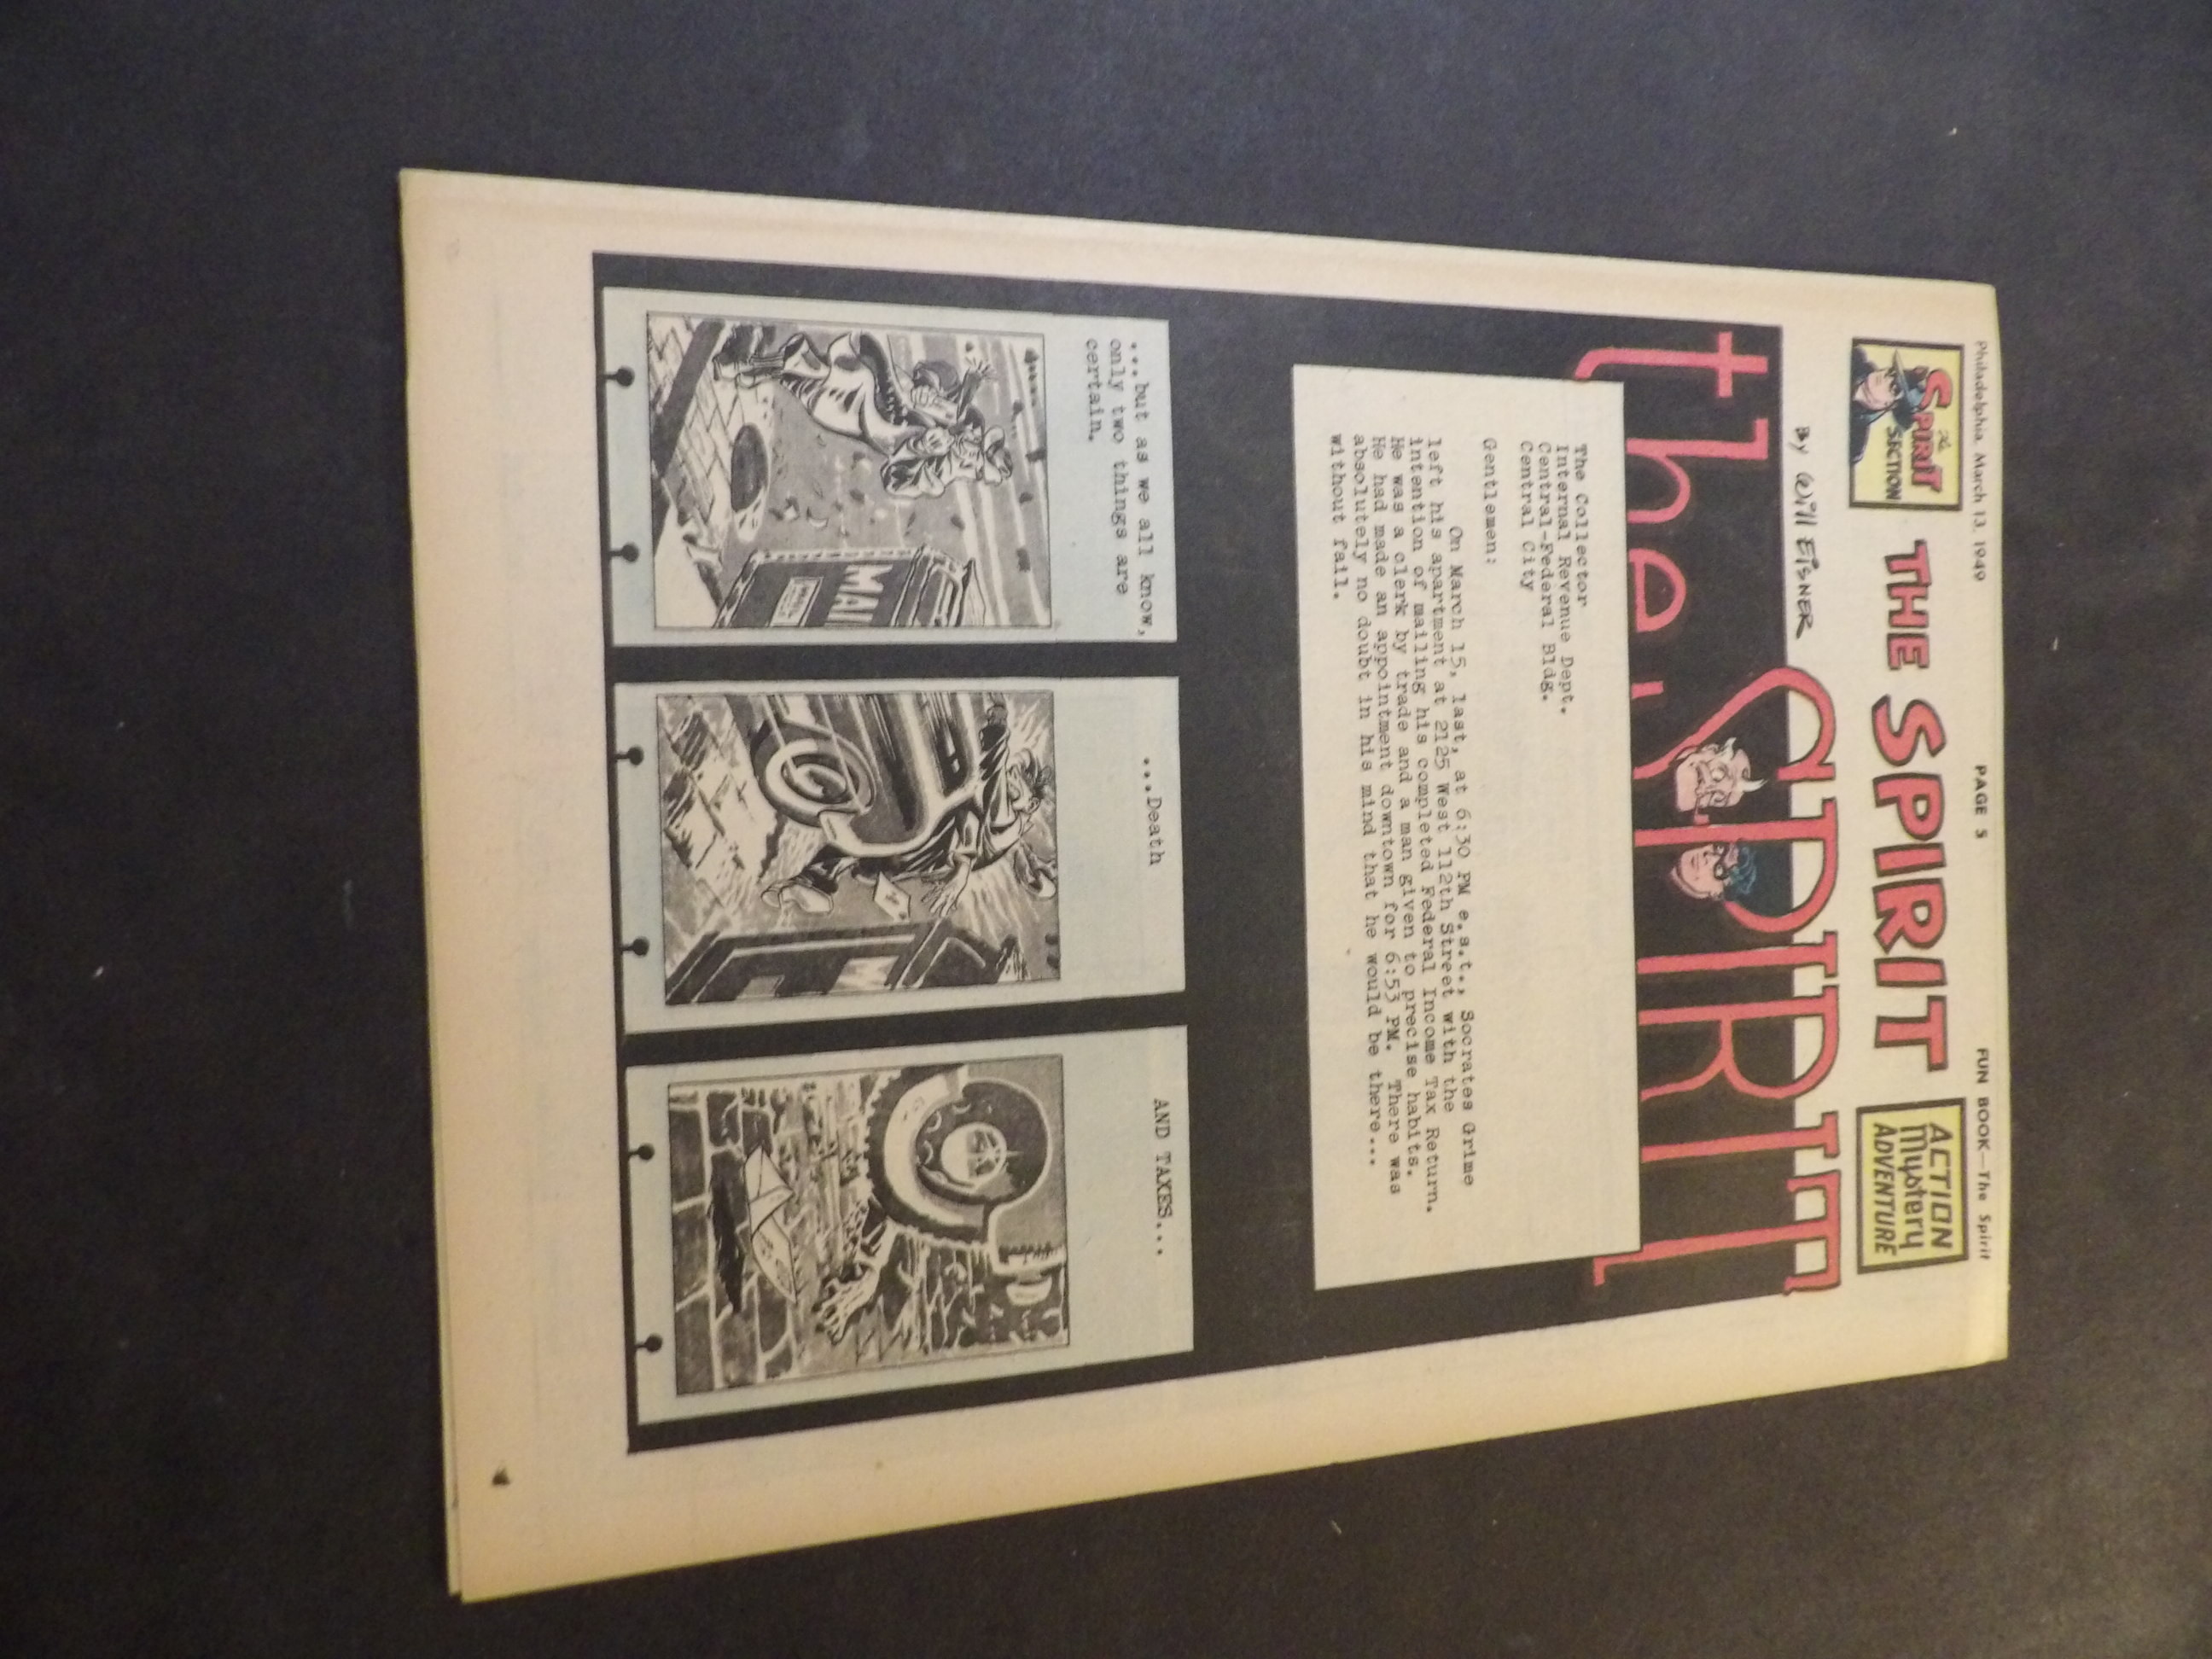 Philadelphia, March 13, 1949 PAGE 5 FUN BOOK—The Spirit
The SPIRIT SECTION
THE SPIRIT
ACTION
Mystery
ADVENTURE
By Will EISNER
the SPIRIT
The Collector
Internal Revenue Dept.
Central-Federal Bldg.
Central City
Gentlemen:
On March 15, last, at 6:30 PM e.s.t., Socrates Grime
left his apartment at 2125 West 112th Street with the
intention of mailing his completed Federal Income Tax Return.
He was a clerk by trade and a man given to precise habits.
He had made an appointment downtown for 6:53 PM. There was
absolutely no doubt in his mind that he would be there...
without fail.
...but as we all know,
only two things are
certain.
MAIL
...Death
AND TAXES...